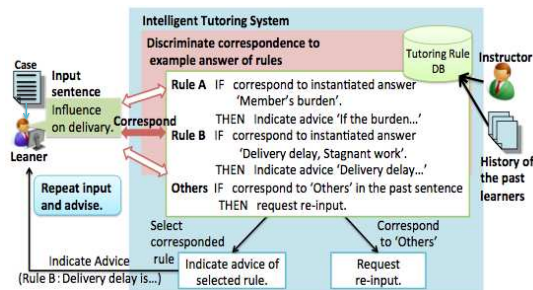 Intelligent Tutoring System
Discriminate correspondence to
example answer of rules
Tutoring Rule
DB
Instructor
History of
the past
learners
Case
Input
sentence
Influence
on delivary.
Leaner
Correspond
Rule A IF correspond to instantiated answer
'Member's burden'.
THEN Indicate advice 'If the burden...'
Rule B IF correspond to instantiated answer
'Delivery delay, Stagnant work'.
THEN Indicate advice 'Delivery delay...'
Others IF correspond to 'Others' in the past sentence
THEN request re-input.
Repeat input
and advise.
Select
corresponded
rule
Correspond
to 'Others'
Indicate Advice
(Rule B : Delivery delay is...)
Indicate advice of
selected rule.
Request
re-input.